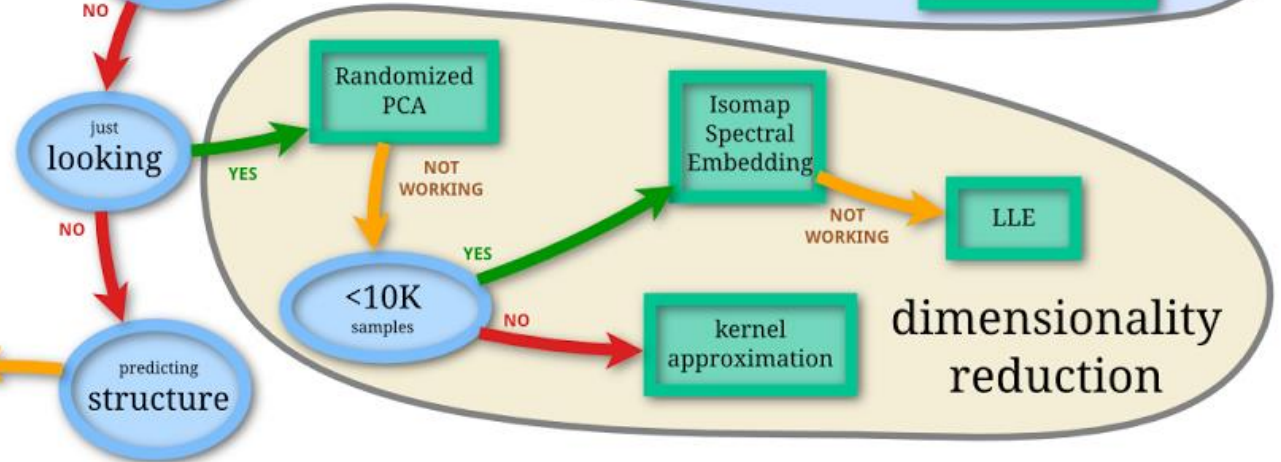 NO
just
looking
YES
NO
predicting
structure
Randomized
PCA
NOT
WORKING
<10K
samples
YES
NO
Isomap
Spectral
Embedding
NOT
WORKING
LLE
kernel
approximation
dimensionality
reduction